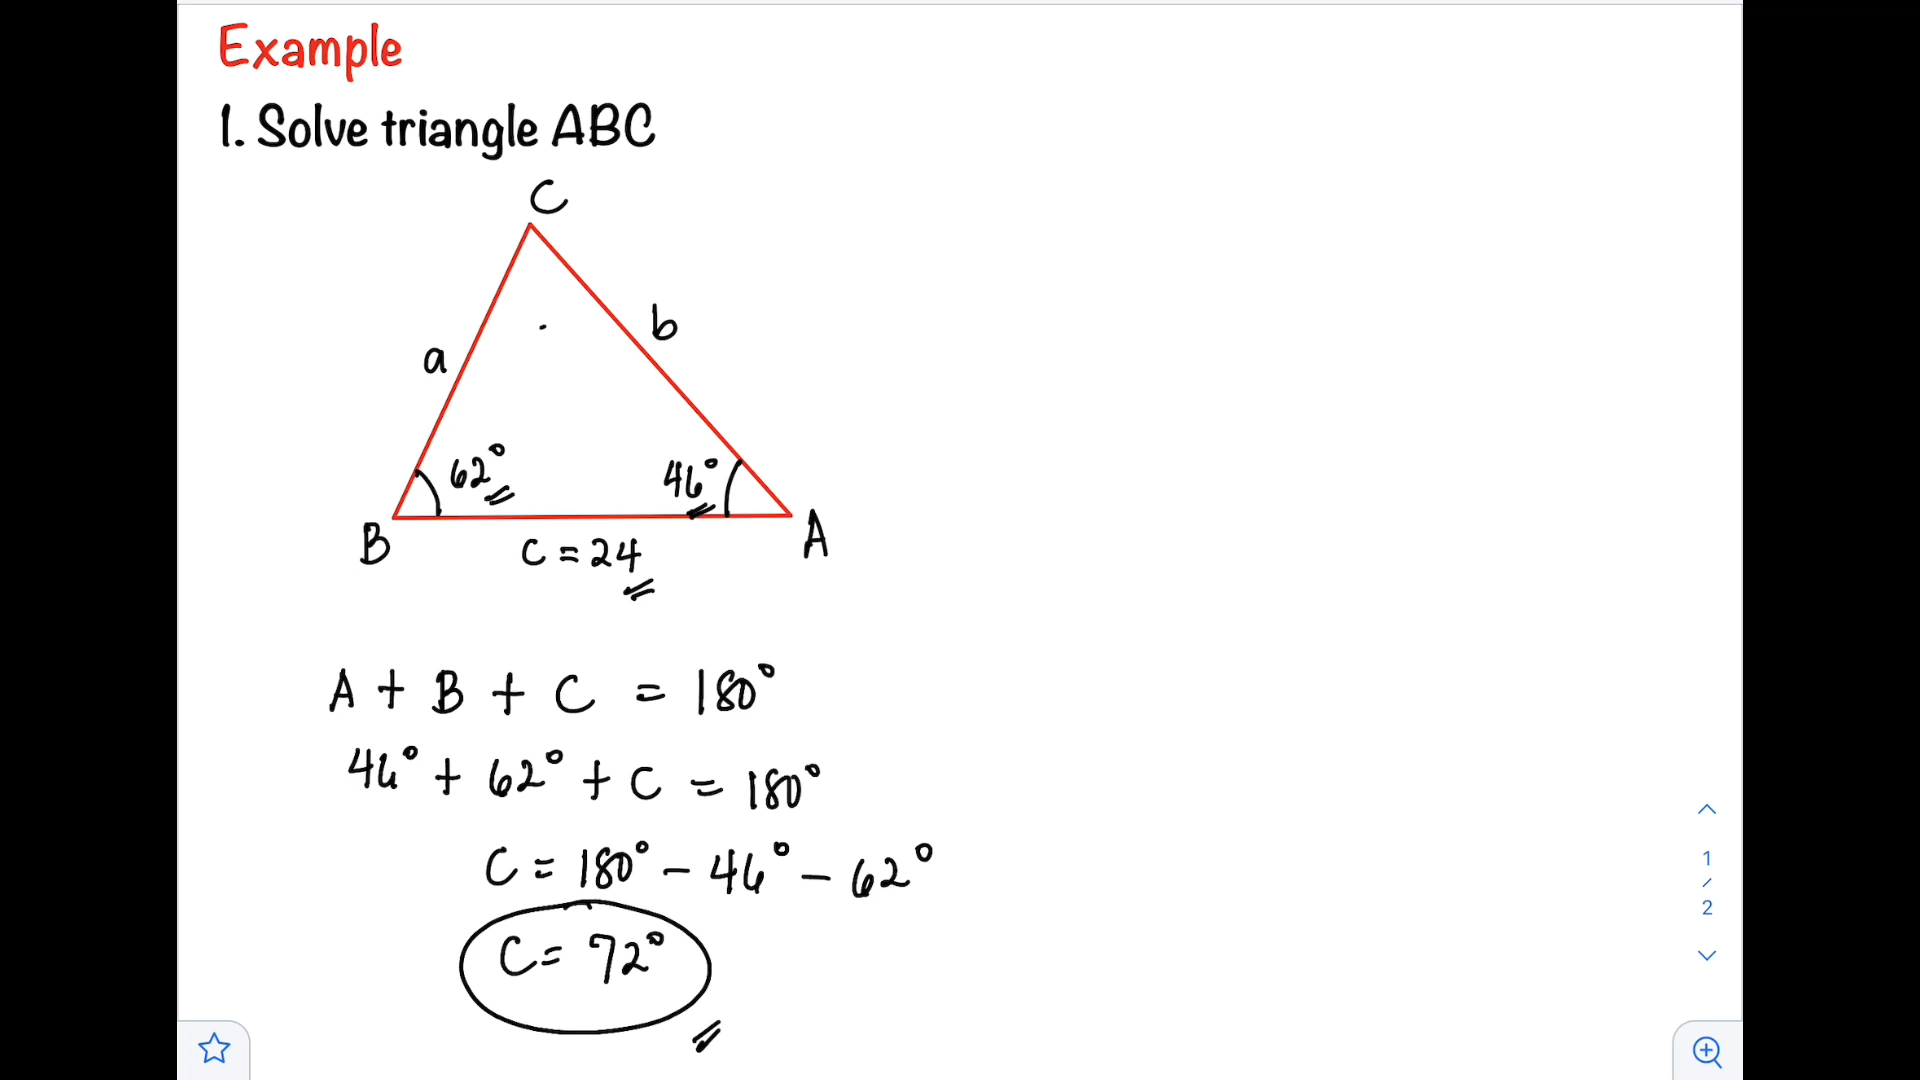 Example
1. Solve triangle ABC
C
a
b
62°
46°
B
A
c = 24
A + B + C = 180°
46° + 62° + C = 180°
C = 180° - 46° - 62°
C = 72°
1
/
2